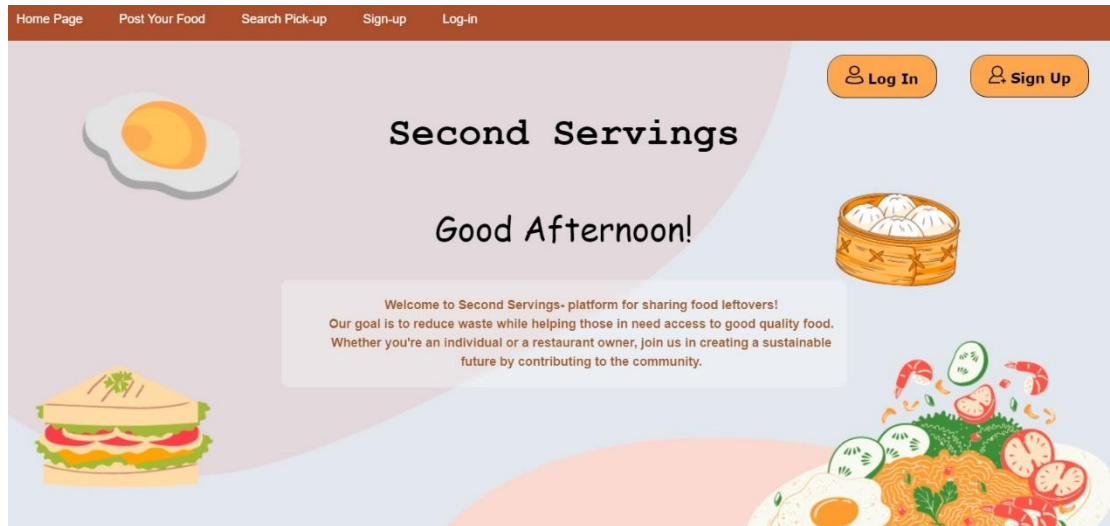 Home Page Post Your Food Search Pick-up Sign-up Log-in
Log In Sign Up
Second Servings
Good Afternoon!
Welcome to Second Servings- platform for sharing food leftovers!
Our goal is to reduce waste while helping those in need access to good quality food.
Whether you're an individual or a restaurant owner, join us in creating a sustainable
future by contributing to the community.